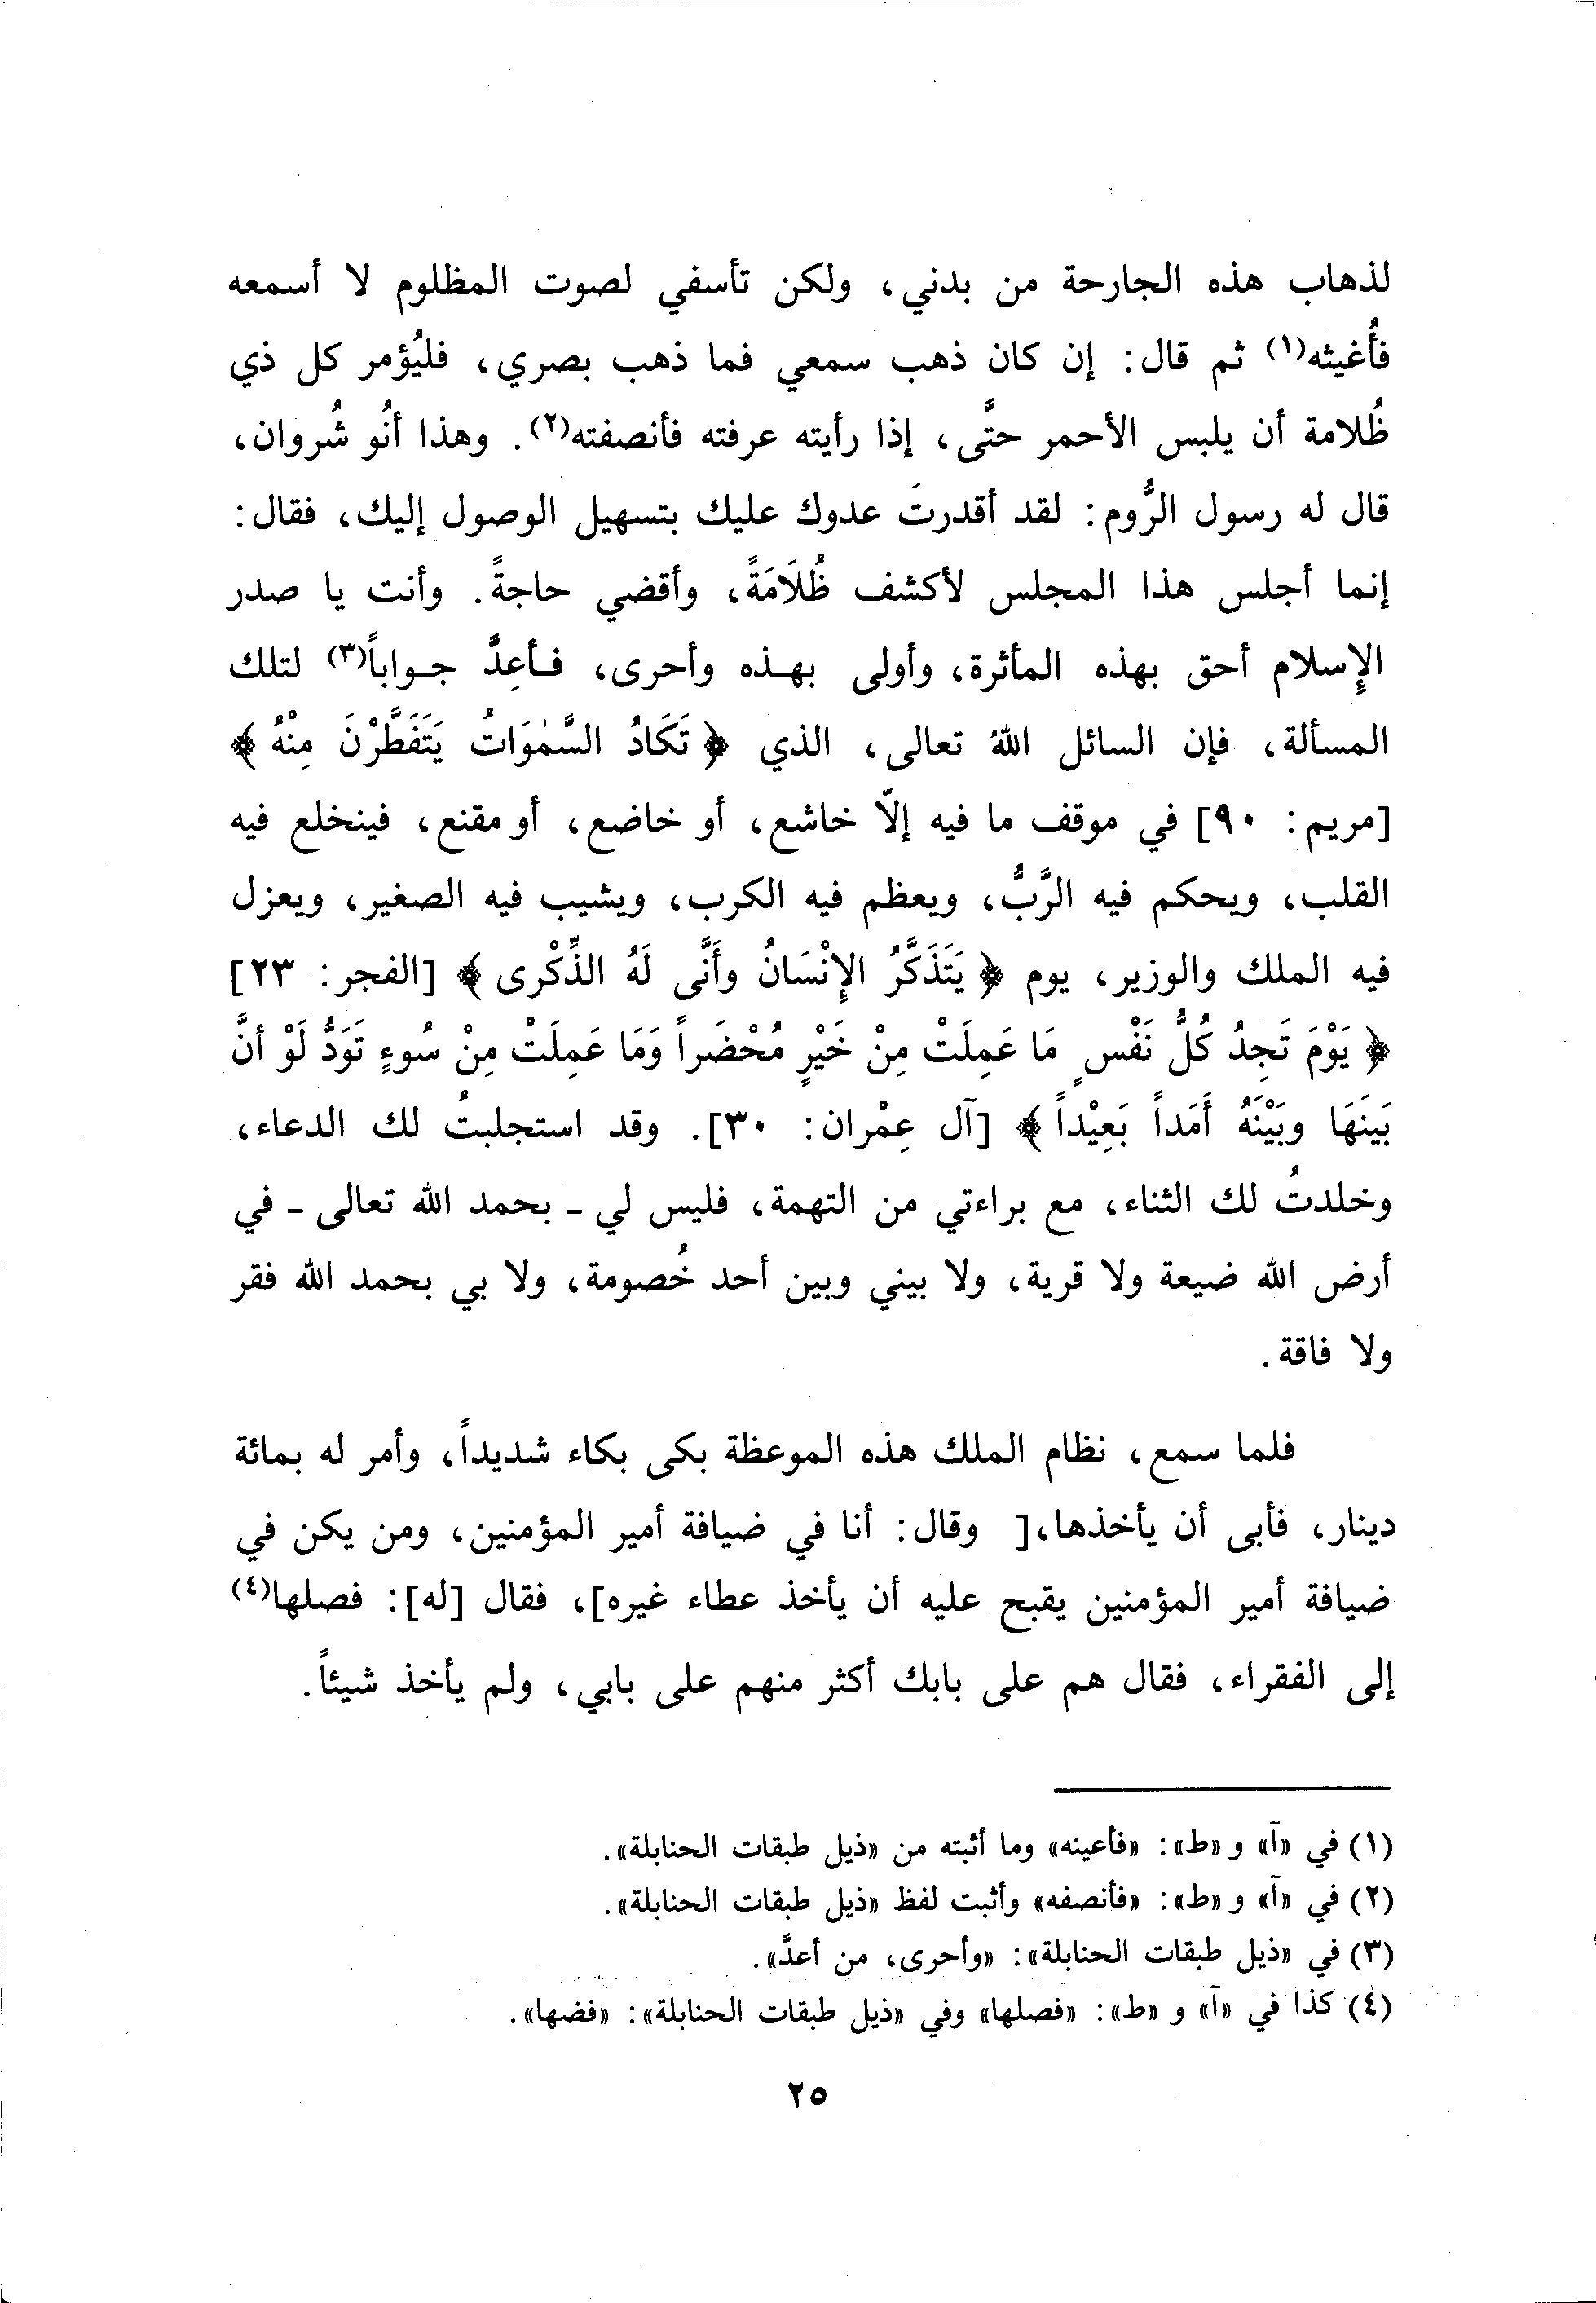 لذهاب هذه الجارحة من بدني، ولكن تأسفي لصوت المظلوم لا أسمعه
فأُغيثه(١) ثم قال: إن كان ذهب سمعي فما ذهب بصري، فليُؤمر كل ذي
ظُلامة أن يلبس الأحمر حتَّى، إذا رأيته عرفته فأنصفته(٢). وهذا أنُو شُروان،
قال له رسول الرُّوم: لقد أقدرتَ عدوك عليك بتسهيل الوصول إليك، فقال:
إنما أجلس هذا المجلس لأكشف ظُلَامَةً، وأقضي حاجةً. وأنت يا صدر
الإسلام أحق بهذه المأثرة، وأولى بهذه وأحرى، فأعِدَّ جواباً(٣) لتلك
المسألة، فإن السائل اللهُ تعالى، الذي ﴿تَكَادُ السَّمٰوَاتُ يَتَفَطَّرْنَ مِنْهُ﴾
[مريم: ٩٠] في موقف ما فيه إلّا خاشع، أو خاضع، أو مقنع، فينخلع فيه
القلب، ويحكم فيه الرَّبُّ، ويعظم فيه الكرب، ويشيب فيه الصغير، ويعزل
فيه الملك والوزير، يوم ﴿يَتَذَكَّرُ الإِنْسَانُ وأَنَّى لَهُ الذِّكْرى﴾ [الفجر: ٢٣]
﴿يَوْمَ تَجِدُ كُلُّ نَفْسٍ مَا عَمِلَتْ مِنْ خَيْرٍ مُحْضَراً وَمَا عَمِلَتْ مِنْ سُوءٍ تَوَدُّ لَوْ أنَّ
بَينَهَا وبَيْنَهُ أَمَداً بَعِيْداً﴾ [آل عِمْران: ٣٠]. وقد استجلبتُ لك الدعاء،
وخلدتُ لك الثناء، مع براءتي من التهمة، فليس لي - بحمد الله تعالى - في
أرض الله ضيعة ولا قرية، ولا بيني وبين أحد خُصومة، ولا بي بحمد الله فقر
ولا فاقة.
فلما سمع، نظام الملك هذه الموعظة بكى بكاء شديداً، وأمر له بمائة
دينار، فأبى أن يأخذها،[ وقال: أنا في ضيافة أمير المؤمنين، ومن يكن في
ضيافة أمير المؤمنين يقبح عليه أن يأخذ عطاء غيره]، فقال [له]: فصلها(٤)
إلى الفقراء، فقال هم على بابك أكثر منهم على بابي، ولم يأخذ شيئاً.
(١) في «آ» و «ط»: «فأعينه» وما أثبته من «ذيل طبقات الحنابلة».
(٢) في «آ» و «ط»: «فأنصفه» وأثبت لفظ «ذيل طبقات الحنابلة».
(٣) في «ذيل طبقات الحنابلة»: «وأحرى، من أعدَّ».
(٤) كذا في «آ» و «ط»: «فصلها» وفي «ذيل طبقات الحنابلة»: «فضها».
٢٥